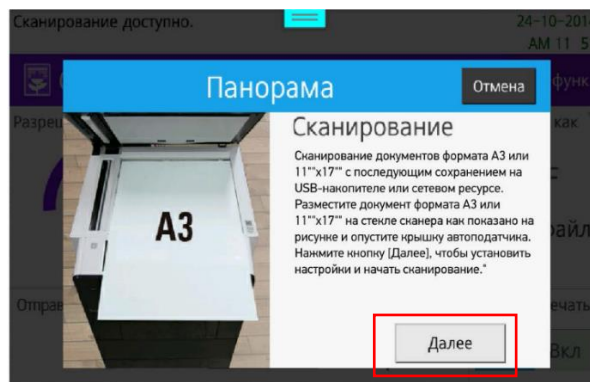 Сканирование доступно.
24-10-201
AM 11 5
Панорама
Отмена
функ
Разреш
как
Сканирование
Сканирование документов формата А3 или
11""x17"" с последующим сохранением на
USB-накопителе или сетевом ресурсе.
Разместите документ формата А3 или
11""x17"" на стекле сканера как показано на
рисунке и опустите крышку автоподатчика.
Нажмите кнопку [Далее], чтобы установить
настройки и начать сканирование."
A3
айл
Отправ
ечать
Далее
Вкл